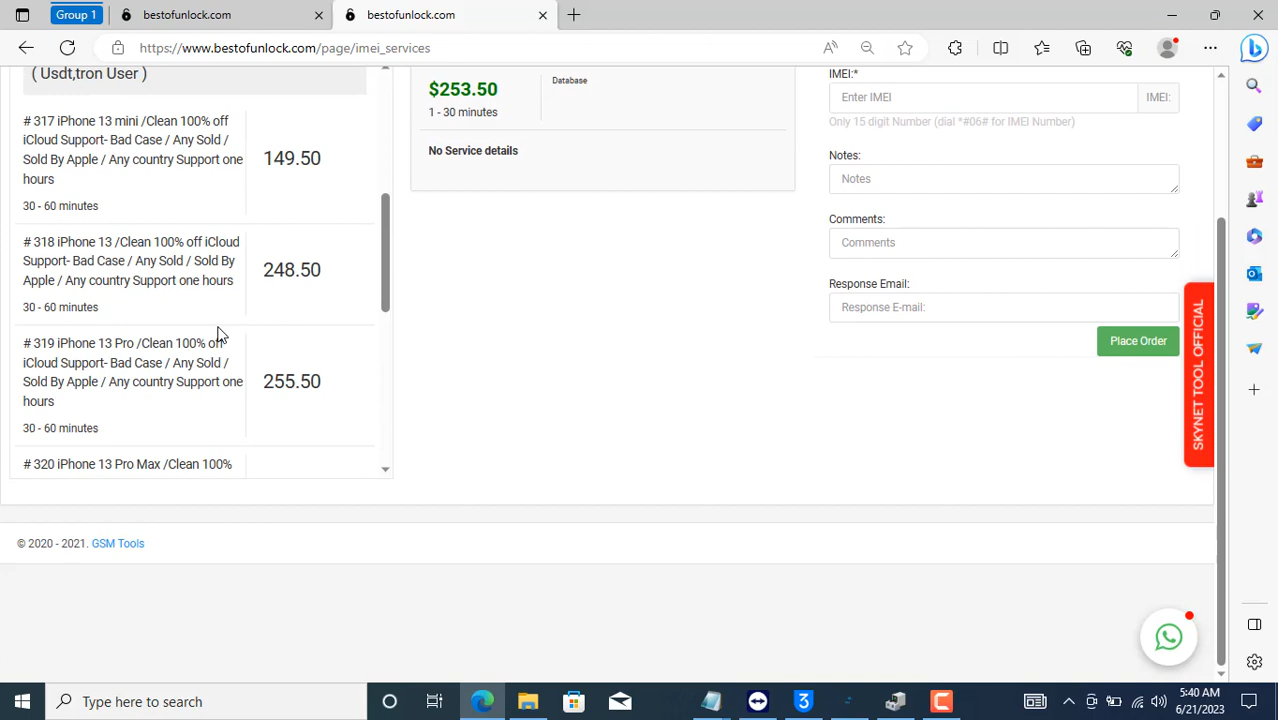 Group 1
bestofunlock.com
bestofunlock.com
https://www.bestofunlock.com/page/imei_services
( Usdt,tron User )
# 317 iPhone 13 mini /Clean 100% off
iCloud Support- Bad Case / Any Sold /
Sold By Apple / Any country Support one
hours
149.50
30 - 60 minutes
# 318 iPhone 13 /Clean 100% off iCloud
Support- Bad Case / Any Sold / Sold By
Apple / Any country Support one hours
248.50
30 - 60 minutes
# 319 iPhone 13 Pro /Clean 100% off
iCloud Support- Bad Case / Any Sold /
Sold By Apple / Any country Support one
hours
255.50
30 - 60 minutes
# 320 iPhone 13 Pro Max /Clean 100%
$253.50
1 - 30 minutes
Database
No Service details
IMEI:*
Enter IMEI
IMEI:
Only 15 digit Number (dial *#06# for IMEI Number)
Notes:
Notes
Comments:
Comments
Response Email:
Response E-mail:
Place Order
SKYNET TOOL OFFICIAL
© 2020 - 2021. GSM Tools
Type here to search
5:40 AM
6/21/2023